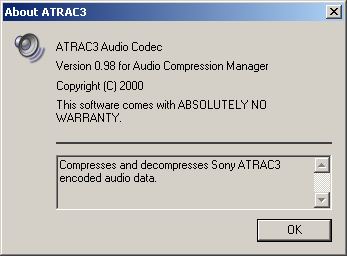 About ATRAC3
ATRAC3 Audio Codec
Version 0.98 for Audio Compression Manager
Copyright (C) 2000
This software comes with ABSOLUTELY NO
WARRANTY.
Compresses and decompresses Sony ATRAC3
encoded audio data.
OK